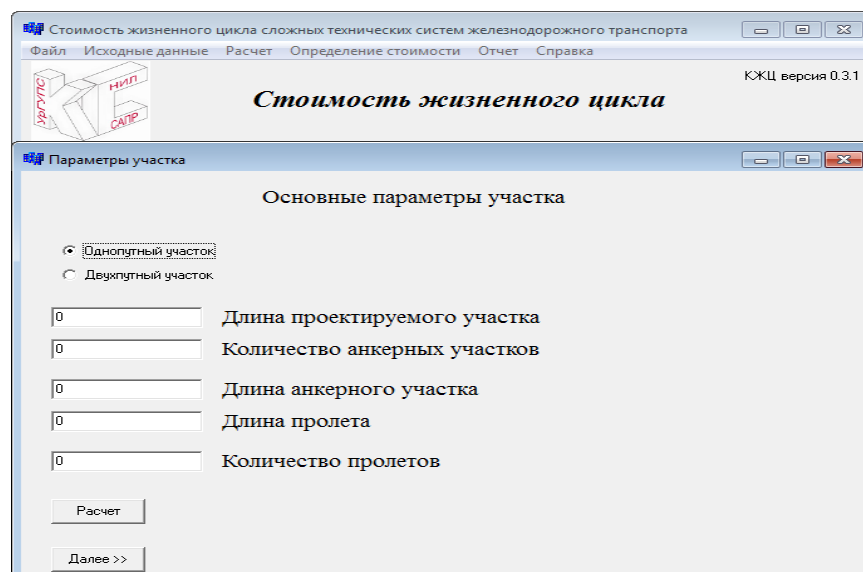 Стоимость жизненного цикла сложных технических систем железнодорожного транспорта
Файл Исходные данные Расчет Определение стоимости Отчет Справка
КЖЦ версия 0.3.1
УрГУПС
НИЛ
САПР
Стоимость жизненного цикла
Параметры участка
Основные параметры участка
Однопутный участок
Двухпутный участок
0 Длина проектируемого участка
0 Количество анкерных участков
0 Длина анкерного участка
0 Длина пролета
0 Количество пролетов
Расчет
Далее >>